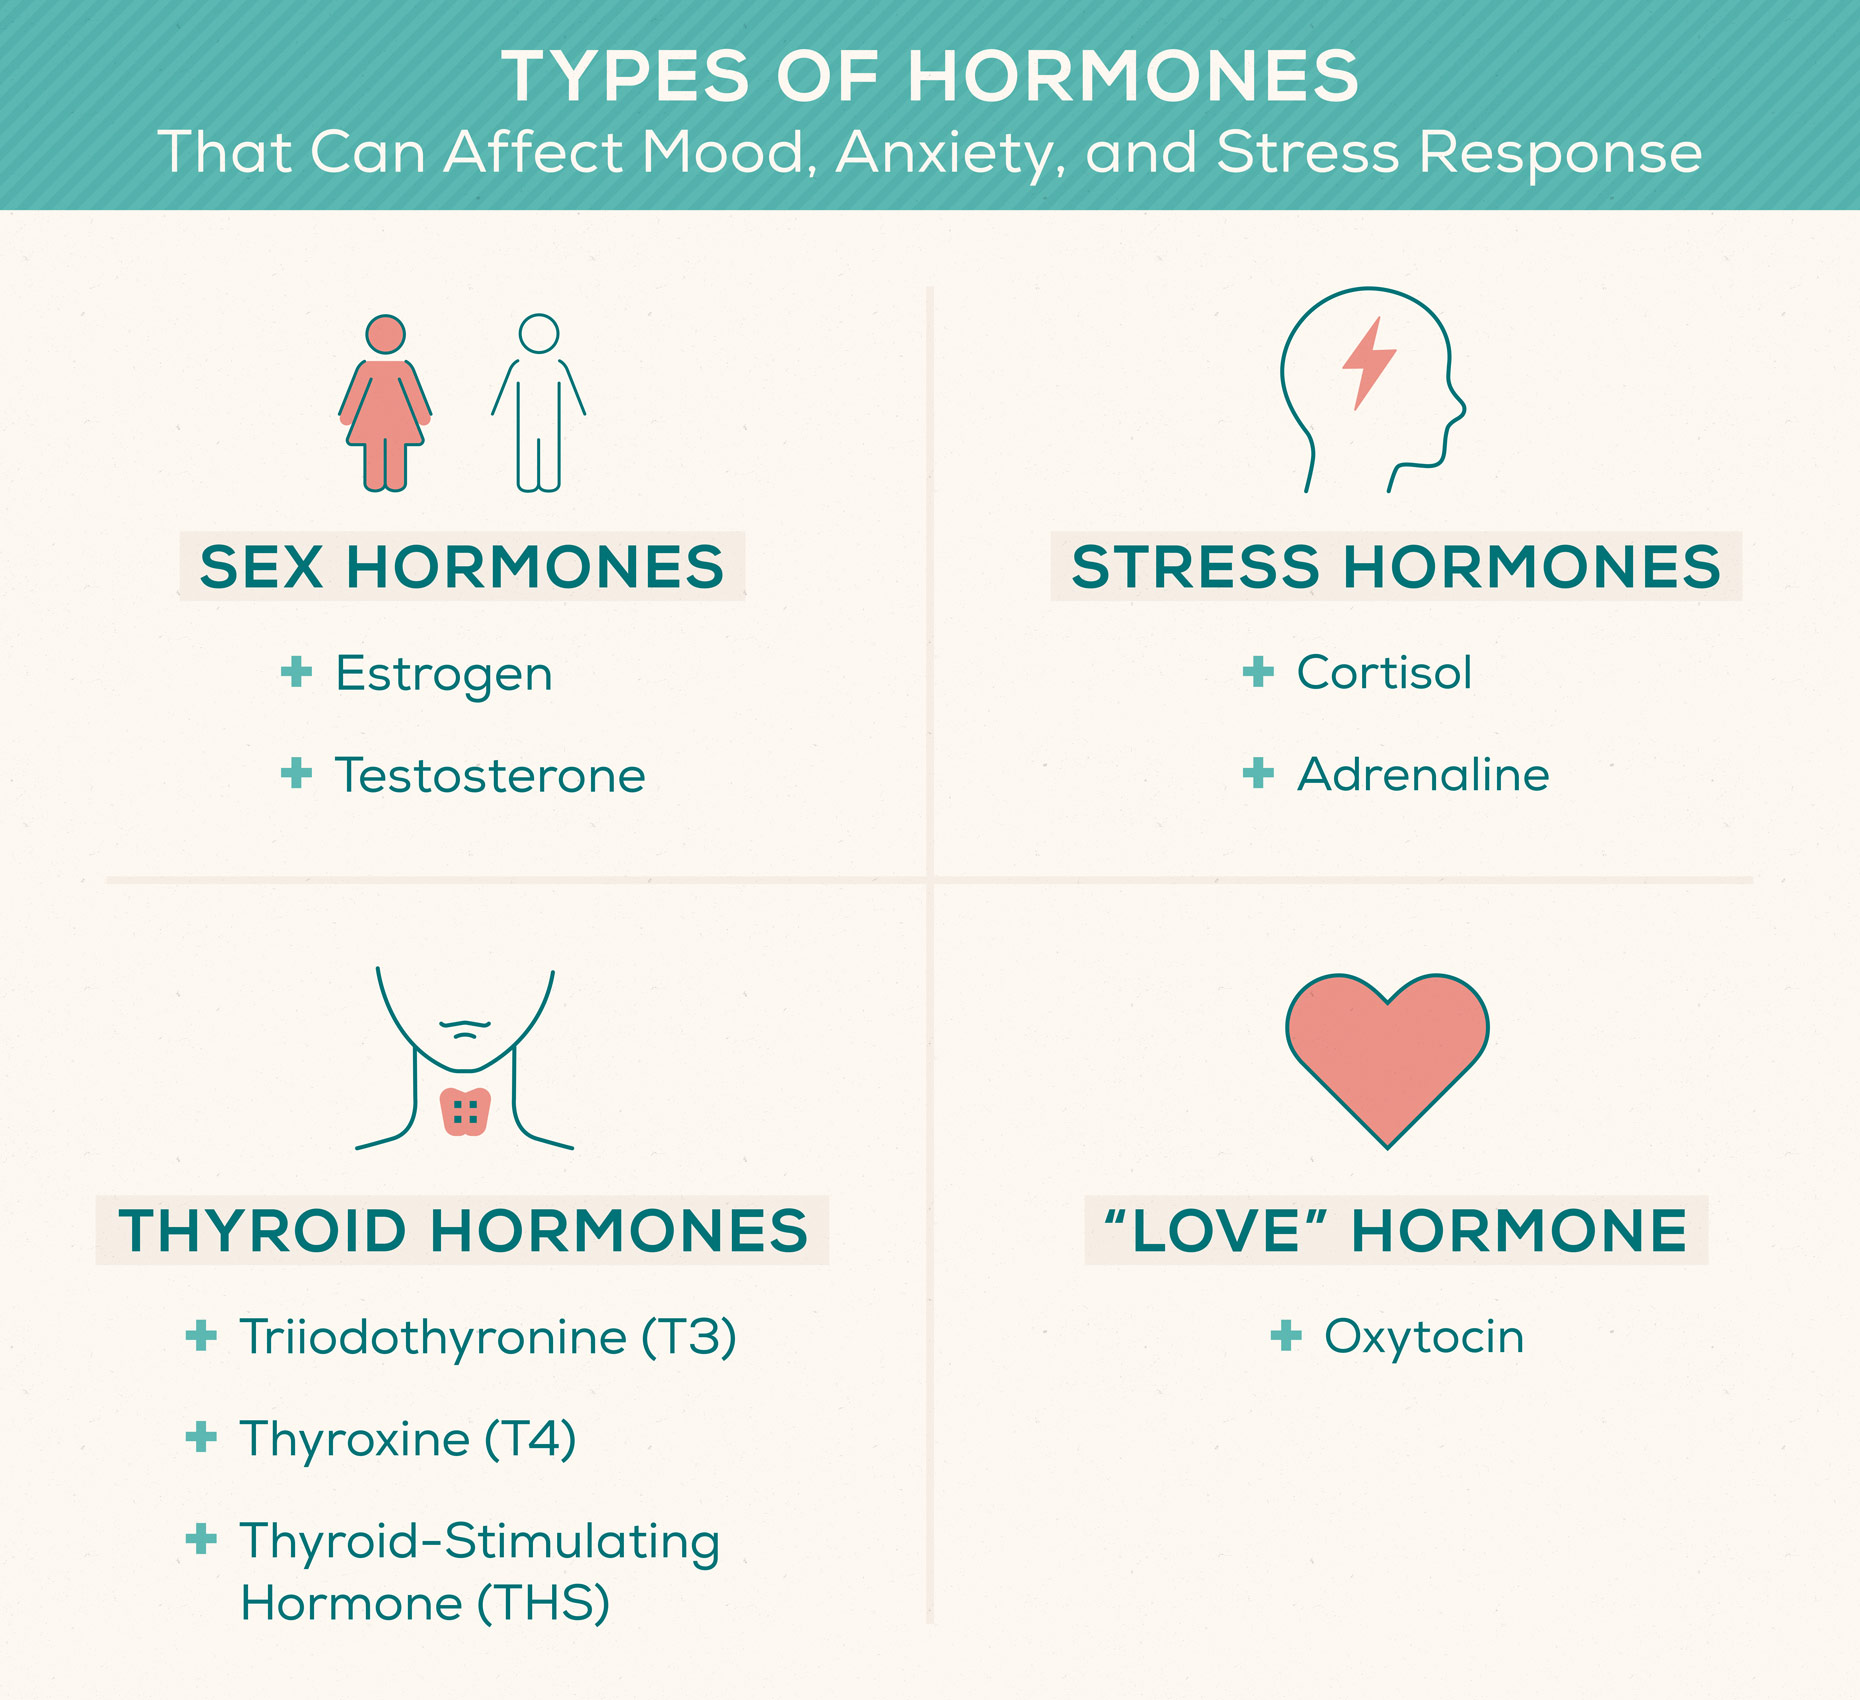 TYPES OF HORMONES
That Can Affect Mood, Anxiety, and Stress Response
SEX HORMONES
+ Estrogen
+ Testosterone
STRESS HORMONES
+ Cortisol
+ Adrenaline
THYROID HORMONES
+ Triiodothyronine (T3)
+ Thyroxine (T4)
+ Thyroid-Stimulating
Hormone (THS)
“LOVE” HORMONE
+ Oxytocin